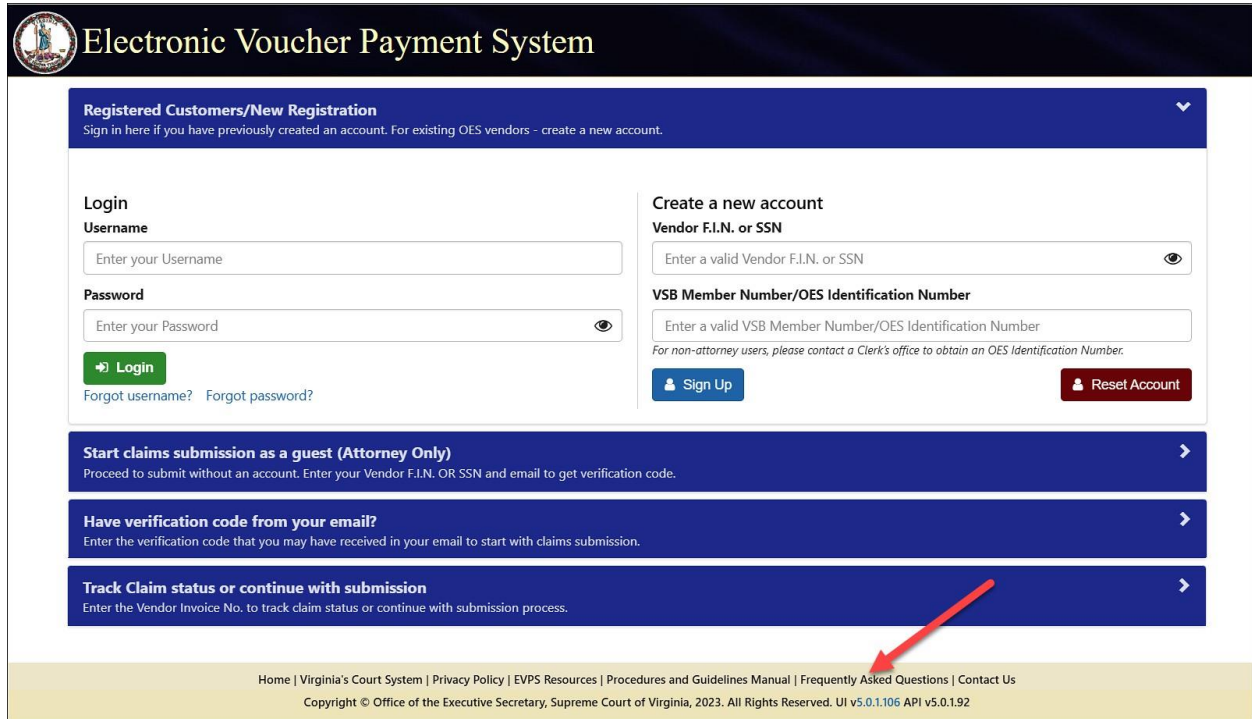 Electronic Voucher Payment System
Registered Customers/New Registration
Sign in here if you have previously created an account. For existing OES vendors - create a new account.
Login
Username
Enter your Username
Password
Enter your Password
Login
Forgot username? Forgot password?
Create a new account
Vendor F.I.N. or SSN
Enter a valid Vendor F.I.N. or SSN
VSB Member Number/OES Identification Number
Enter a valid VSB Member Number/OES Identification Number
For non-attorney users, please contact a Clerk's office to obtain an OES Identification Number.
Sign Up
Reset Account
Start claims submission as a guest (Attorney Only)
Proceed to submit without an account. Enter your Vendor F.I.N. OR SSN and email to get verification code.
Have verification code from your email?
Enter the verification code that you may have received in your email to start with claims submission.
Track Claim status or continue with submission
Enter the Vendor Invoice No. to track claim status or continue with submission process.
Home | Virginia's Court System | Privacy Policy | EVPS Resources | Procedures and Guidelines Manual | Frequently Asked Questions | Contact Us
Copyright © Office of the Executive Secretary, Supreme Court of Virginia, 2023. All Rights Reserved. UI v5.0.1.106 API v5.0.1.92